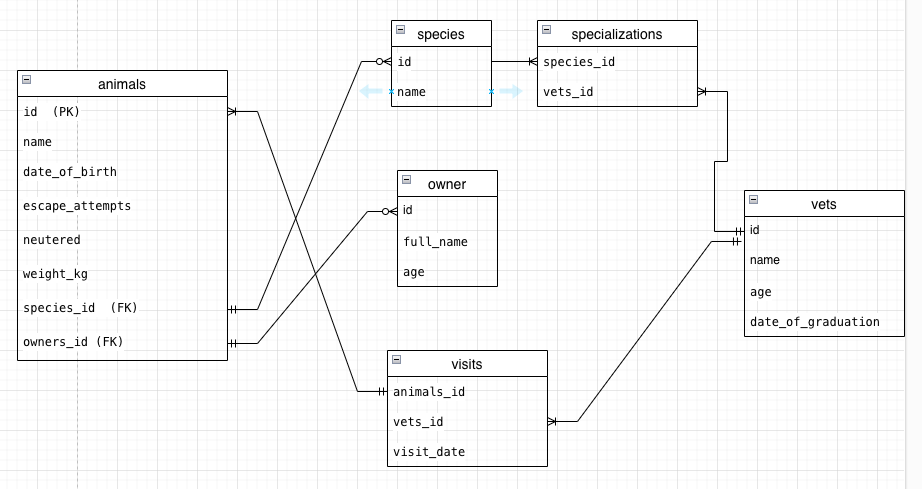 animals
id (PK)
name
date_of_birth
escape_attempts
neutered
weight_kg
species_id (FK)
owners_id (FK)
species
id
name
specializations
species_id
vets_id
owner
id
full_name
age
vets
id
name
age
date_of_graduation
visits
animals_id
vets_id
visit_date